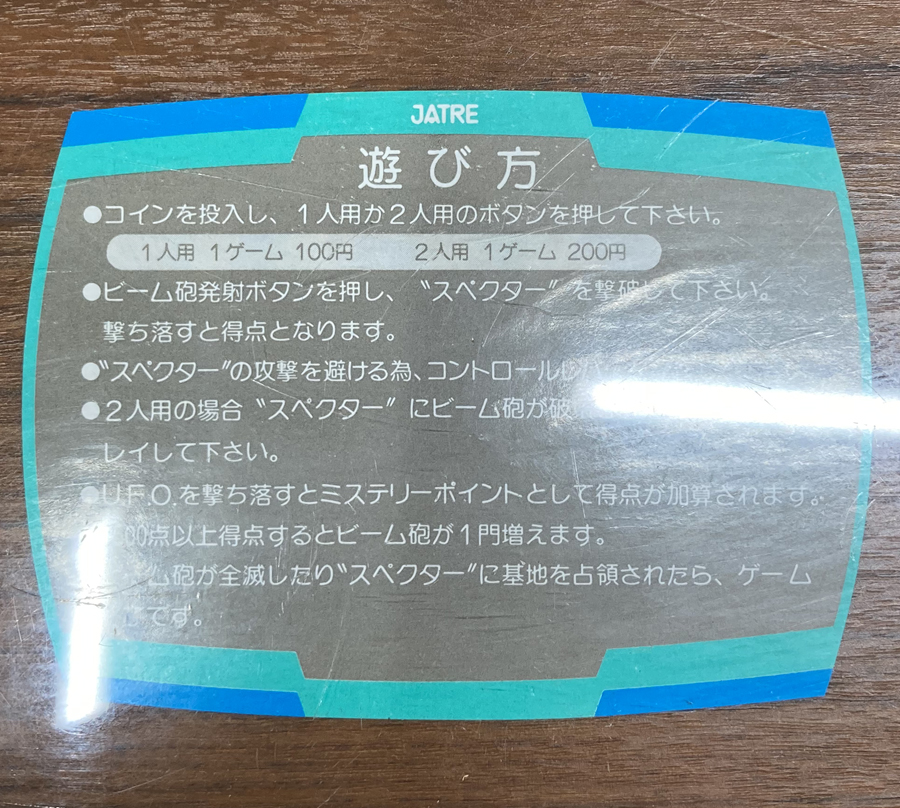 JATRE
遊び方
●コインを投入し、1人用か2人用のボタンを押して下さい。
1人用 1ゲーム 100円 2人用 1ゲーム 200円
●ビーム砲発射ボタンを押し、〝スペクター〞を撃破して下さい。
撃ち落すと得点となります。
●〝スペクター〞の攻撃を避ける為、コントロール
●2人用の場合〝スペクター〞にビーム砲が破
レイして下さい。
●U.F.O.を撃ち落すとミステリーポイントとして得点が加算されます。
00点以上得点するとビーム砲が1門増えます。
ム砲が全滅したり〝スペクター〞に基地を占領されたら、ゲーム
です。